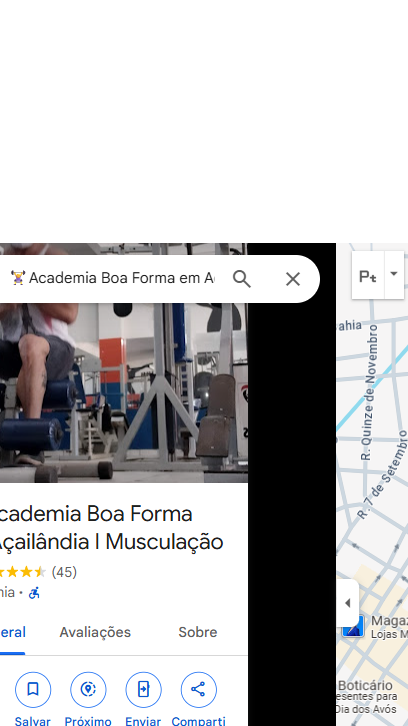 Academia Boa Forma em A
Pt
ahia
R. Quinze de Novembro
R. 7 de Setembro
cademia Boa Forma
Açailândia I Musculação
(45)
nia ·
eral
Avaliações
Sobre
Magaz
Lojas M
Boticário
esentes para
Dia dos Avós
Salvar
Próximo
Enviar
Comparti